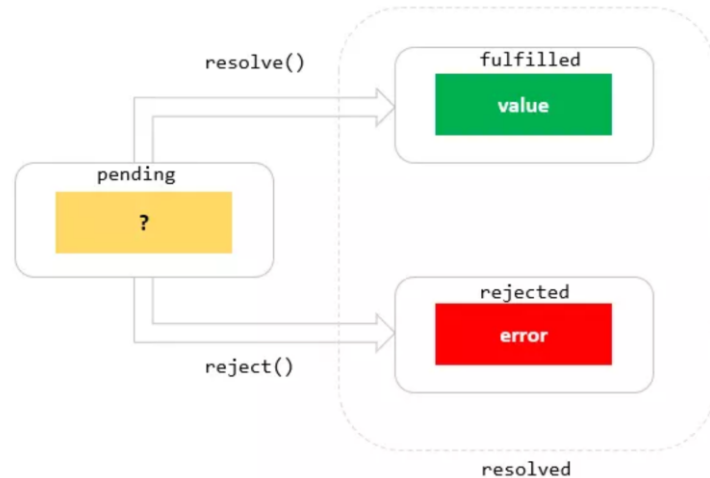 resolve()
fulfilled
value
pending
?
rejected
error
reject()
resolved